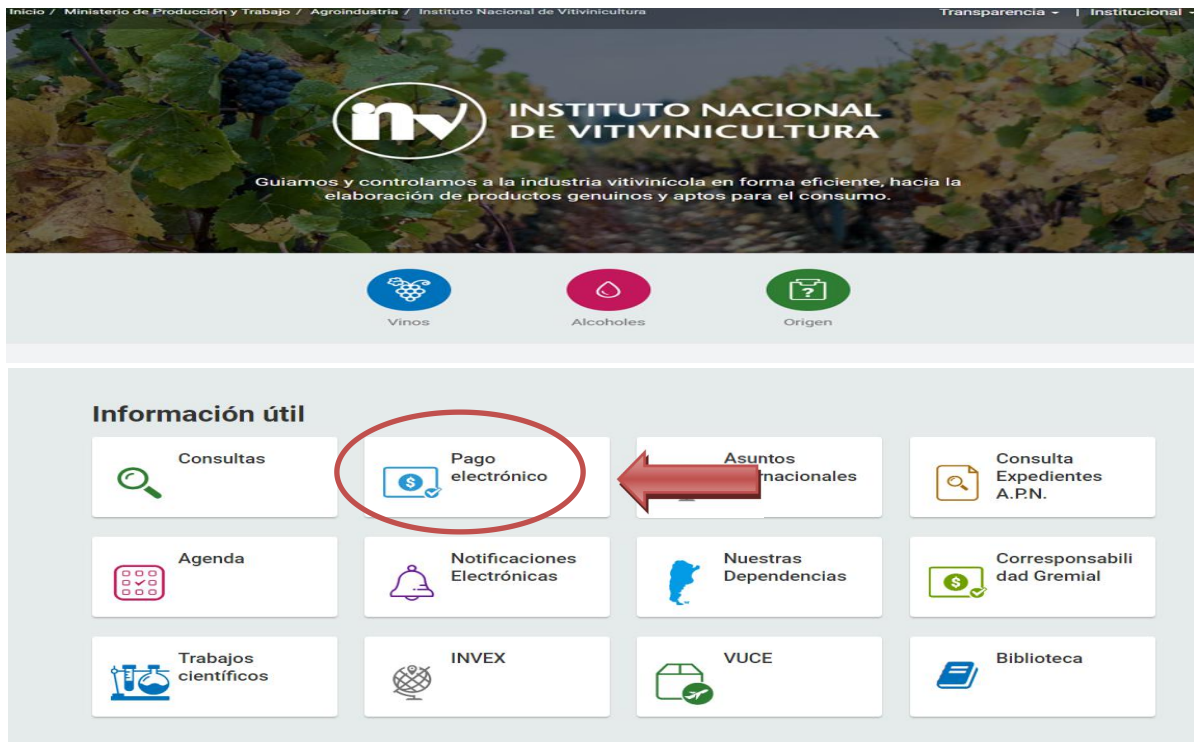 Inicio / Ministerio de Producción y Trabajo / Agroindustria / Instituto Nacional de Vitivinicultura
Transparencia | Institucional
inv
INSTITUTO NACIONAL
DE VITIVINICULTURA
Guiamos y controlamos a la industria vitivinícola en forma eficiente, hacia la
elaboración de productos genuinos y aptos para el consumo.
Vinos
Alcoholes
Origen
Información útil
Consultas
Pago
electrónico
Asuntos
nacionales
Consulta
Expedientes
A.P.N.
Agenda
Notificaciones
Electrónicas
Nuestras
Dependencias
Corresponsabili
dad Gremial
Trabajos
científicos
INVEX
VUCE
Biblioteca